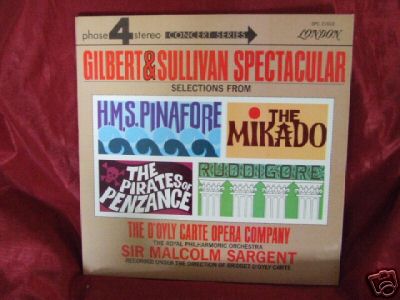 phase 4 stereo CONCERT SERIES
LONDON
GILBERT & SULLIVAN SPECTACULAR
SELECTIONS FROM
H.M.S. PINAFORE
THE MIKADO
THE PIRATES OF PENZANCE
RUDDIGORE
THE D'OYLY CARTE OPERA COMPANY
THE ROYAL PHILHARMONIC ORCHESTRA
SIR MALCOLM SARGENT
RECORDED UNDER THE DIRECTION OF BRIDGET D'OYLY CARTE